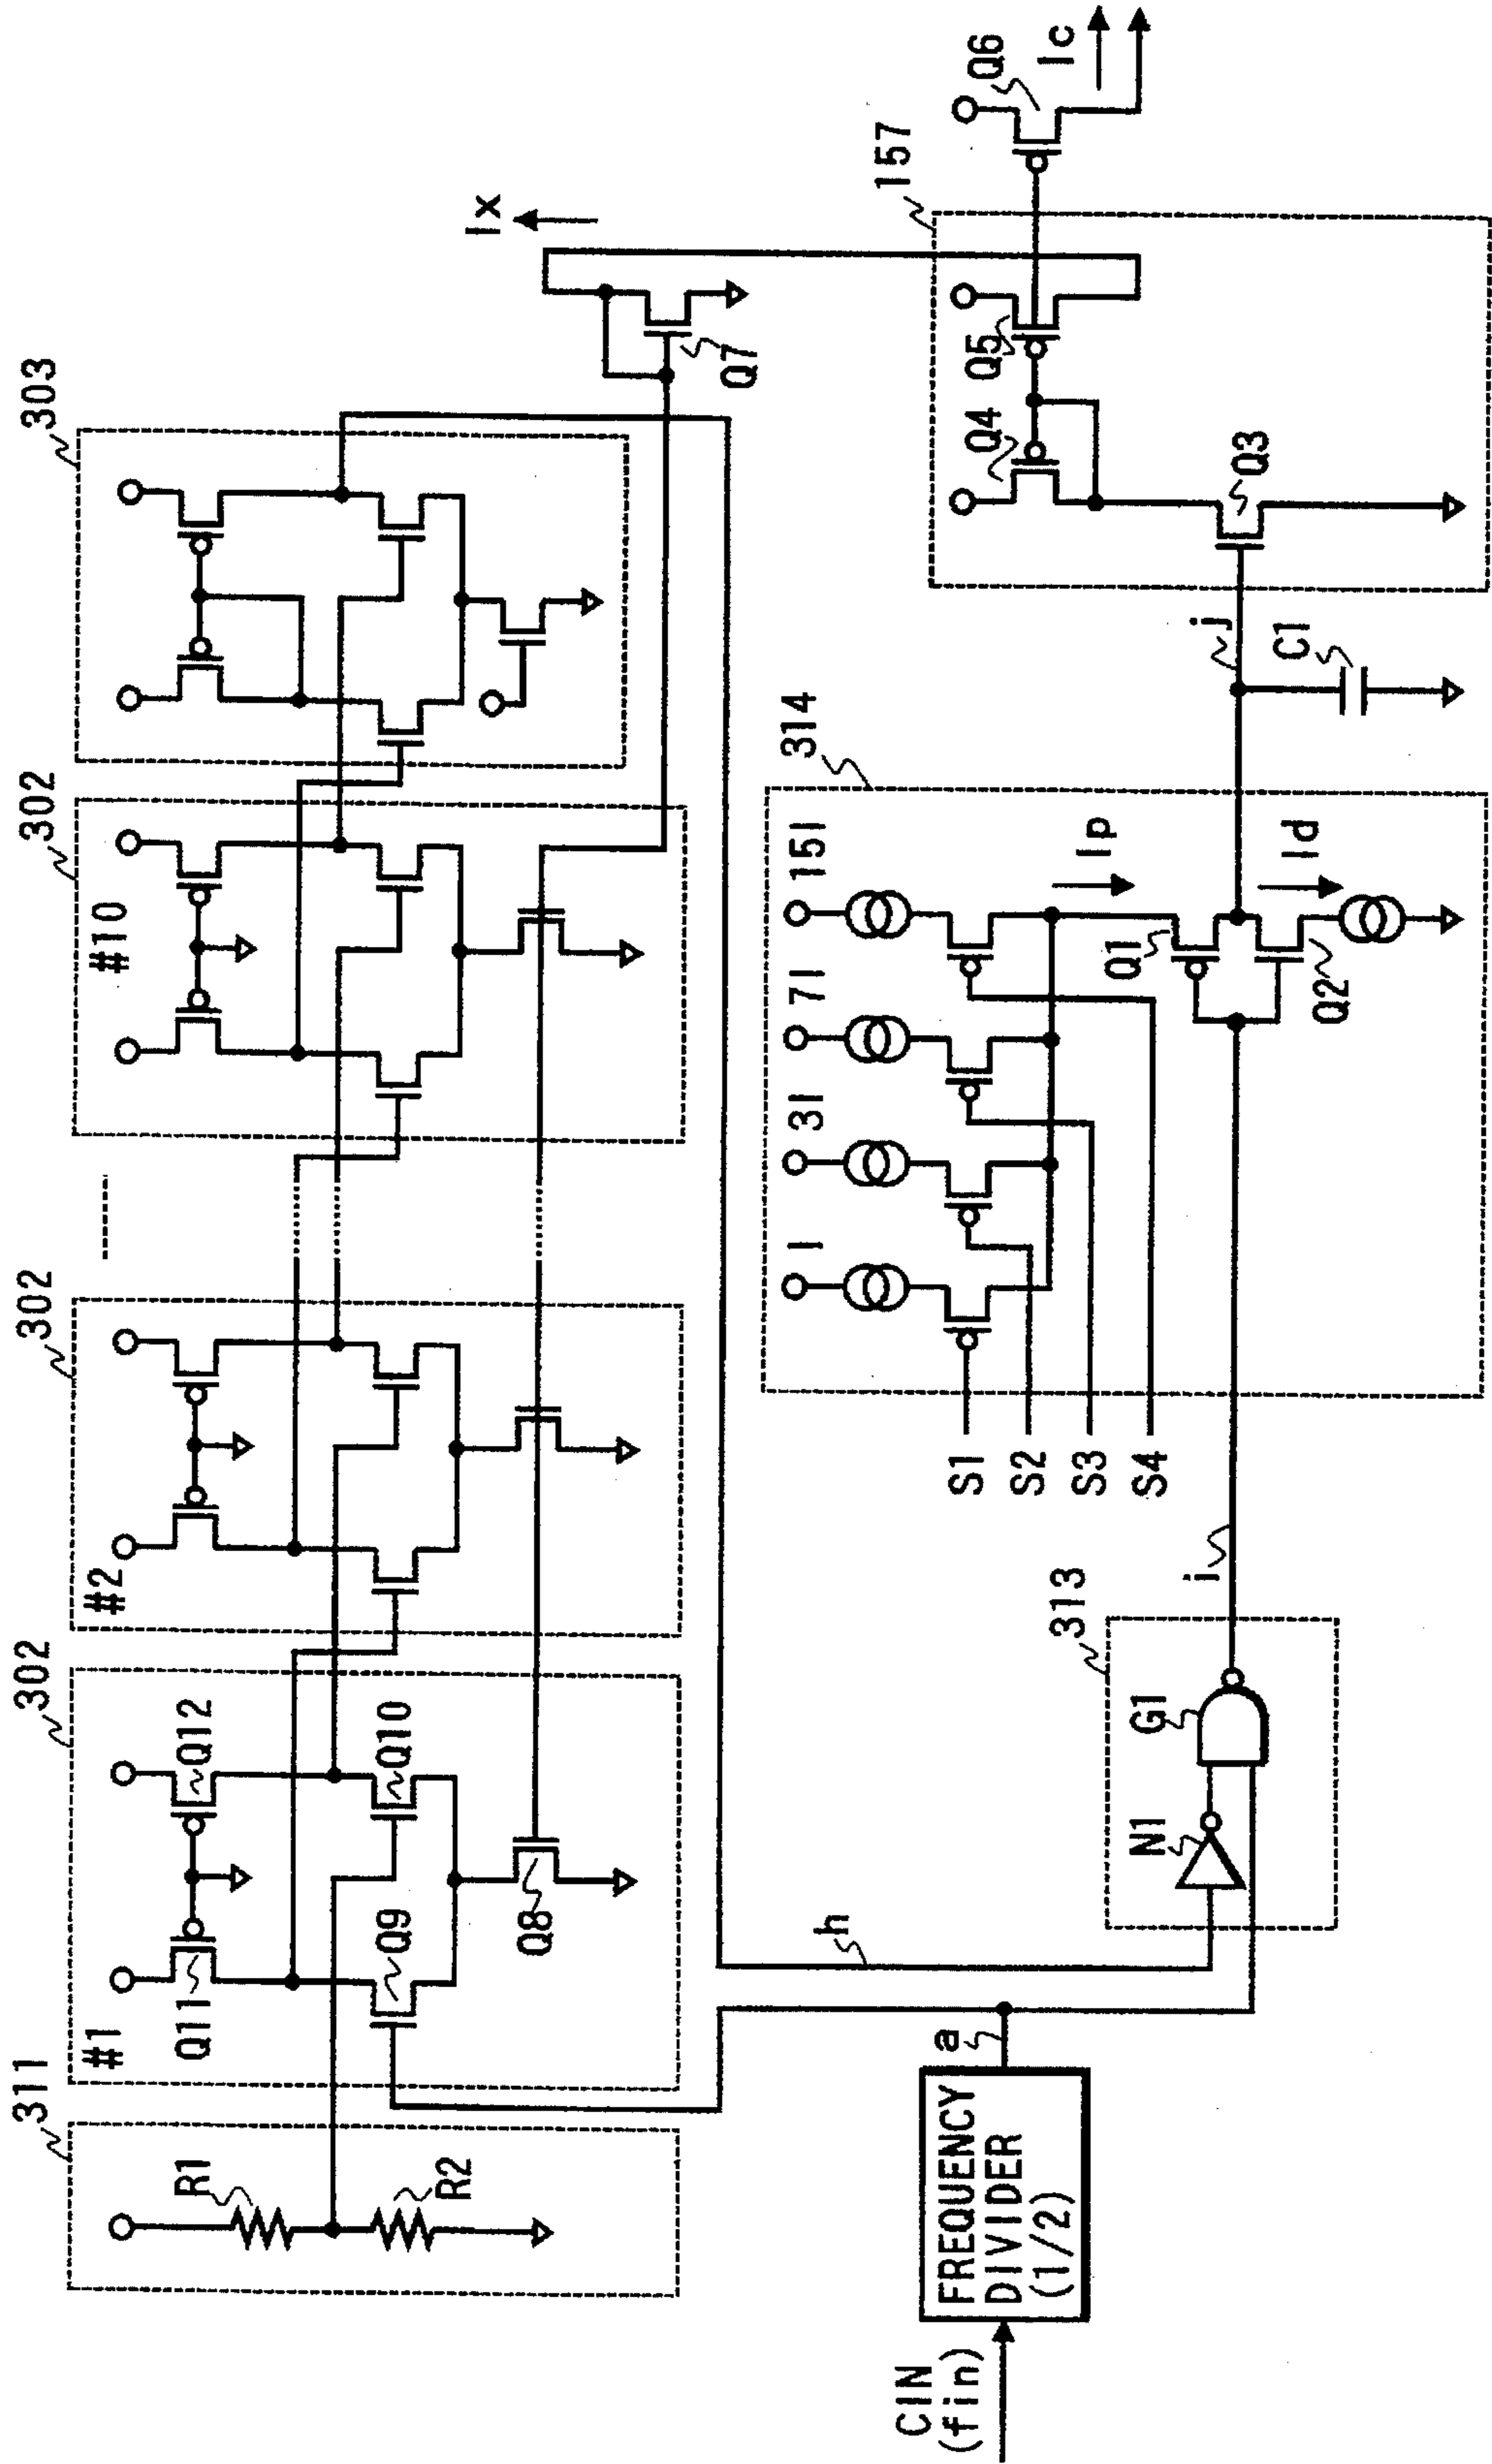 311
R1
R2
302
#1
Q11
Q12
Q9
Q10
Q8
302
#2
302
#10
303
Ix
Q7
CIN
(fin)
FREQUENCY
DIVIDER
(1/2)
a
h
313
N1
G1
i
314
I
3I
7I
15I
S1
S2
S3
S4
Ip
Q1
Id
Q2
j
C1
157
Q4
Q5
Q3
Q6
Ic